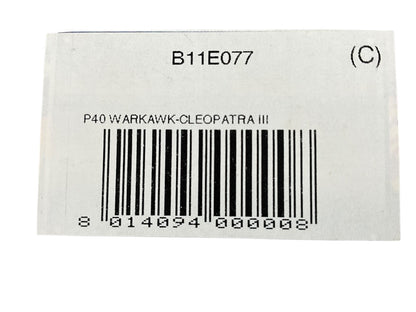 B11E077 (C)
P40 WARKAWK-CLEOPATRA III
8 014094 000008